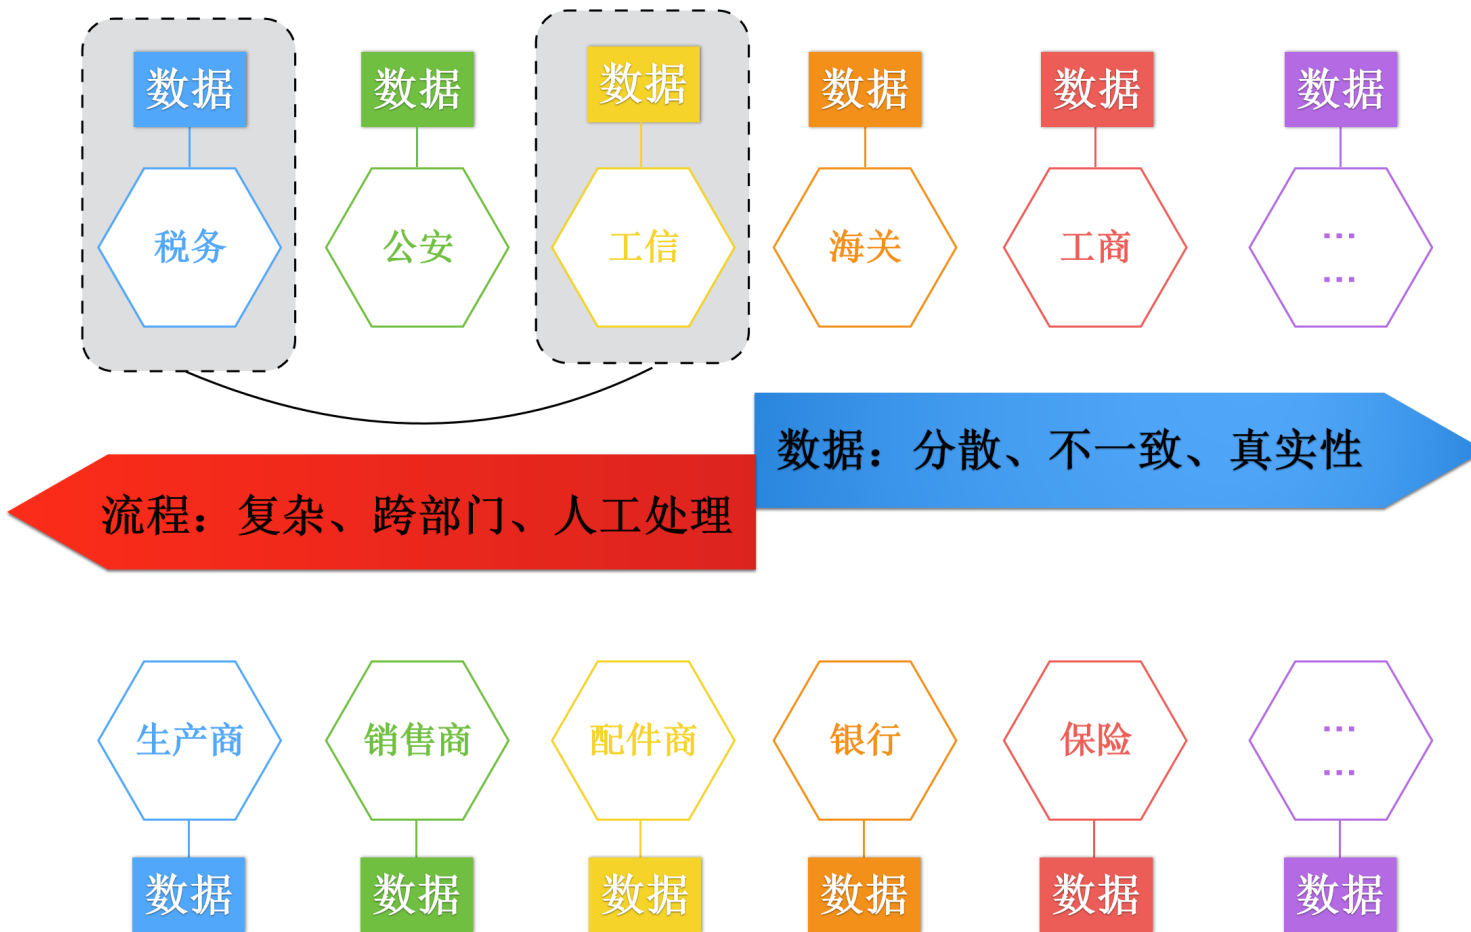 数据
数据
数据
数据
数据
数据
税务
公安
工信
海关
工商
...
...
数据：分散、不一致、真实性
流程：复杂、跨部门、人工处理
生产商
销售商
配件商
银行
保险
...
...
数据
数据
数据
数据
数据
数据